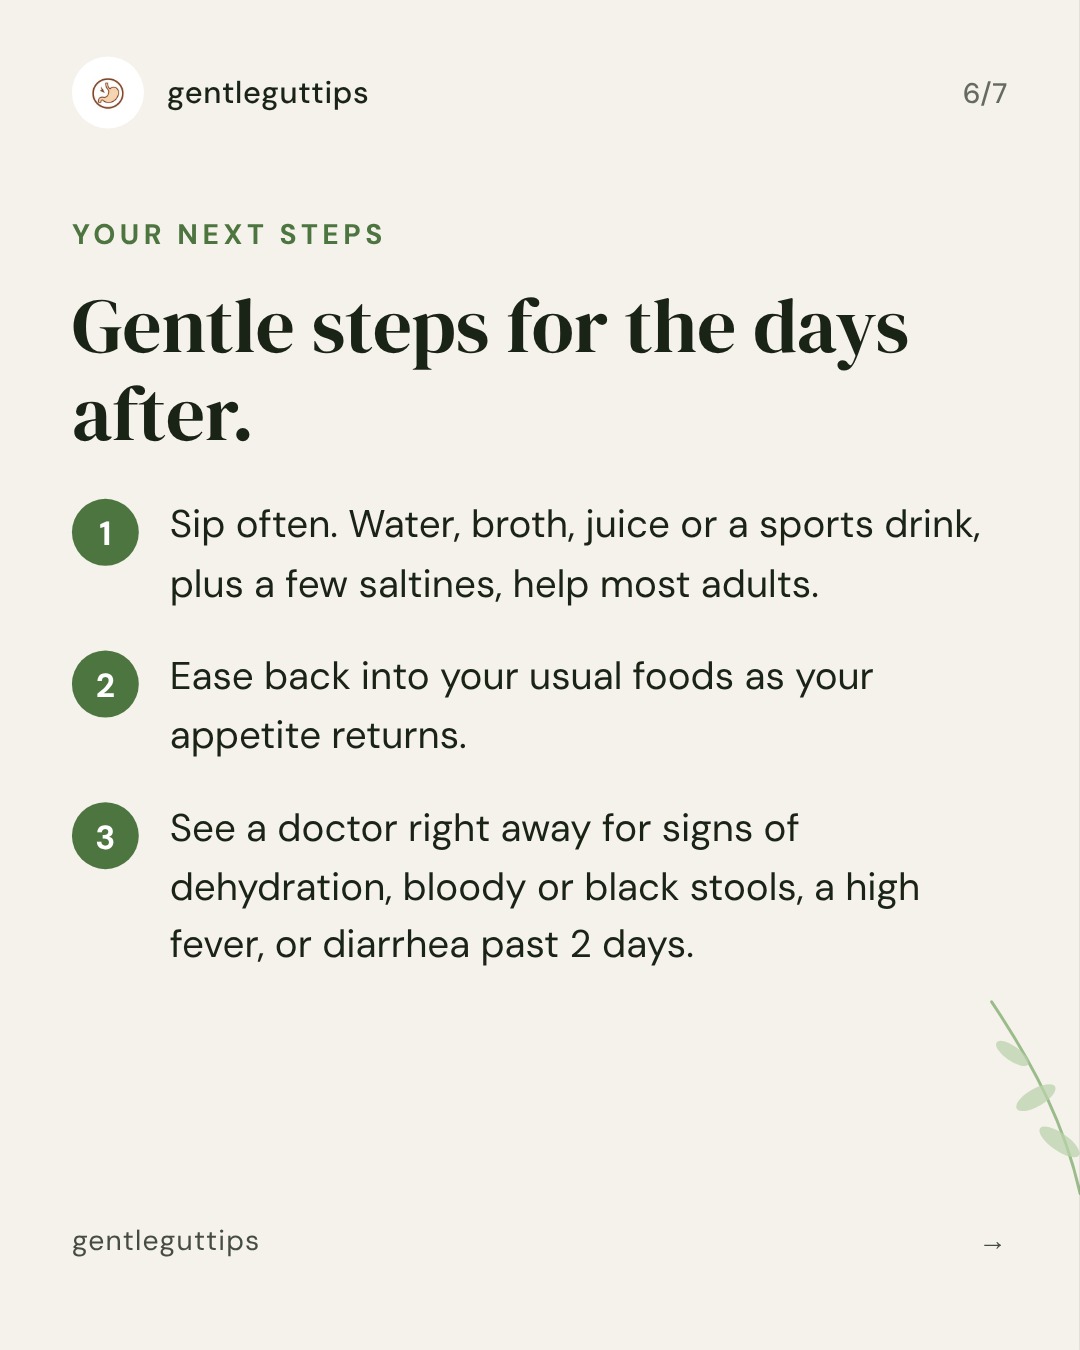 gentleguttips
6/7
YOUR NEXT STEPS
Gentle steps for the days
after.
1 Sip often. Water, broth, juice or a sports drink,
plus a few saltines, help most adults.
2 Ease back into your usual foods as your
appetite returns.
3 See a doctor right away for signs of
dehydration, bloody or black stools, a high
fever, or diarrhea past 2 days.
gentleguttips
→